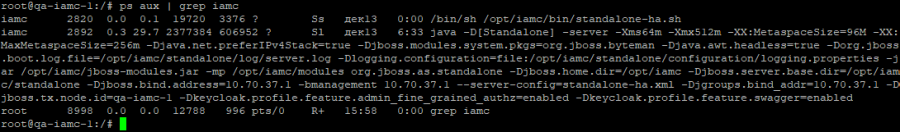 root@qa-iamc-1:/# ps aux | grep iamc
iamc      2820  0.0  0.1  19720  3376 ?        Ss   дек13   0:00 /bin/sh /opt/iamc/bin/standalone-ha.sh
iamc      2892  0.3 29.7 2377384 606952 ?      Sl   дек13   6:33 java -D[Standalone] -server -Xms64m -Xmx512m -XX:MetaspaceSize=96M -XX:
MaxMetaspaceSize=256m -Djava.net.preferIPv4Stack=true -Djboss.modules.system.pkgs=org.jboss.byteman -Djava.awt.headless=true -Dorg.jboss
.boot.log.file=/opt/iamc/standalone/log/server.log -Dlogging.configuration=file:/opt/iamc/standalone/configuration/logging.properties -j
ar /opt/iamc/jboss-modules.jar -mp /opt/iamc/modules org.jboss.as.standalone -Djboss.home.dir=/opt/iamc -Djboss.server.base.dir=/opt/iam
c/standalone -Djboss.bind.address=10.70.37.1 -bmanagement 10.70.37.1 --server-config=standalone-ha.xml -Djgroups.bind_addr=10.70.37.1 -D
jboss.tx.node.id=qa-iamc-1 -Dkeycloak.profile.feature.admin_fine_grained_authz=enabled -Dkeycloak.profile.feature.swagger=enabled
root      8998  0.0  0.0  12788   996 pts/0    R+   15:58   0:00 grep iamc
root@qa-iamc-1:/#